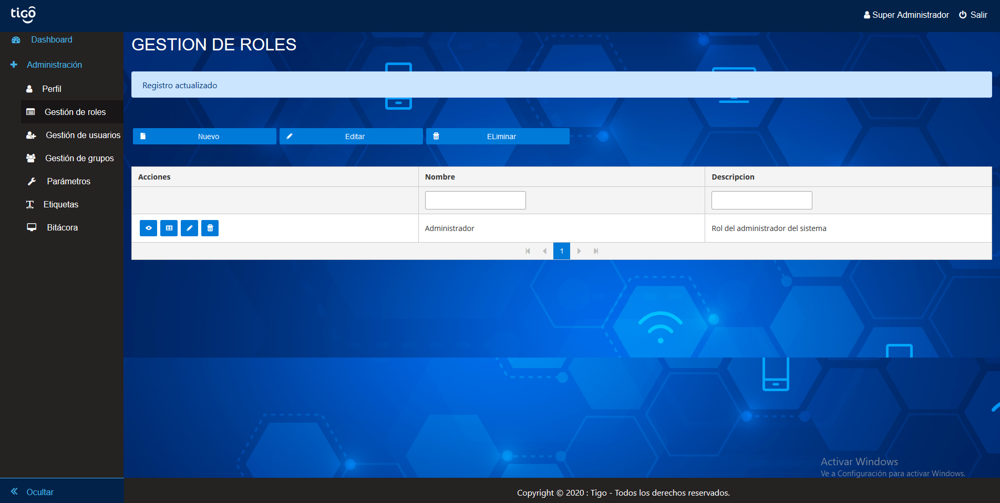 tigo
Super Administrador
Salir
Dashboard
Administración
Perfil
Gestión de roles
Gestión de usuarios
Gestión de grupos
Parámetros
Etiquetas
Bitácora
Ocultar
GESTION DE ROLES
Registro actualizado
Nuevo
Editar
ELiminar
Acciones Nombre Descripcion
Administrador Rol del administrador del sistema
1
Activar Windows
Ve a Configuración para activar Windows.
Copyright © 2020 : Tigo - Todos los derechos reservados.